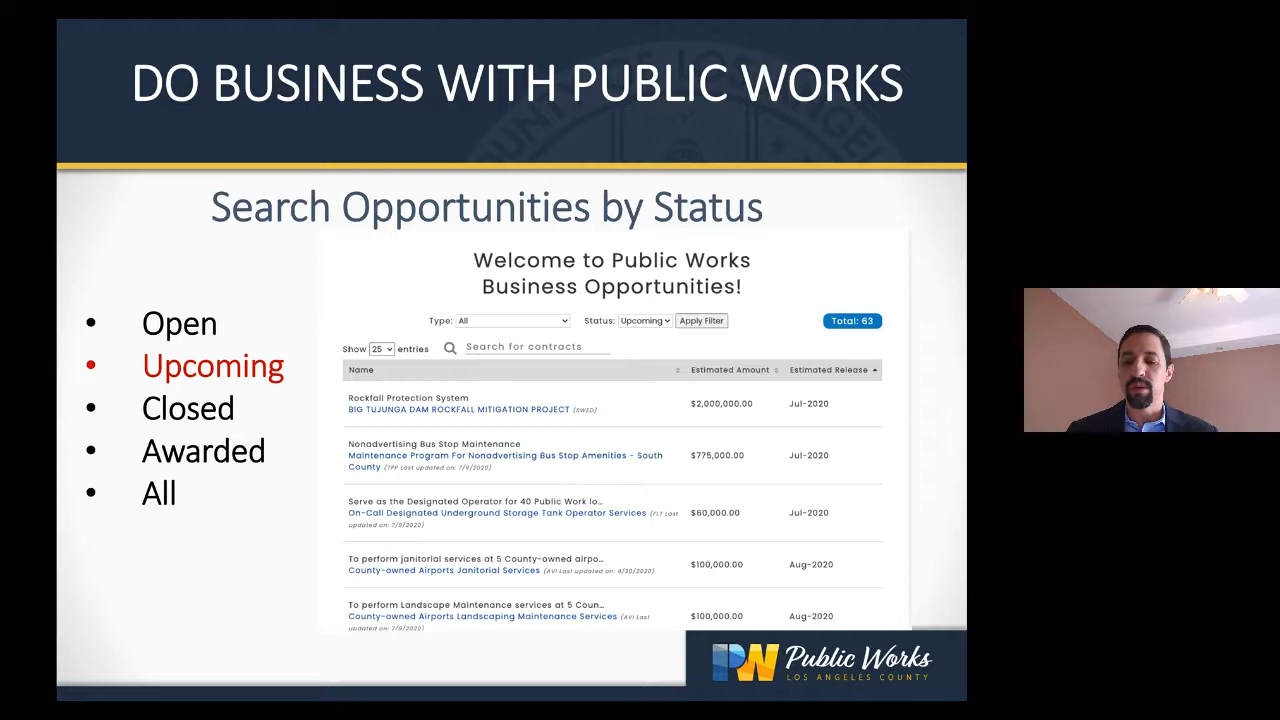 DO BUSINESS WITH PUBLIC WORKS
Search Opportunities by Status
• Open
• Upcoming
• Closed
• Awarded
• All
Welcome to Public Works
Business Opportunities!
Type: All Status: Upcoming Apply Filter Total: 63
Show 25 entries Search for contracts
Name Estimated Amount Estimated Release
Rockfall Protection System
BIG TUJUNGA DAM ROCKFALL MITIGATION PROJECT (SWED) $2,000,000.00 Jul-2020
Nonadvertising Bus Stop Maintenance
Maintenance Program For Nonadvertising Bus Stop Amenities - South $775,000.00 Jul-2020
County (TPP Last updated on: 7/9/2020)
Serve as the Designated Operator for 40 Public Work lo...
On-Call Designated Underground Storage Tank Operator Services (FLT Last $60,000.00 Jul-2020
updated on: 7/9/2020)
To perform janitorial services at 5 County-owned airpo...
County-owned Airports Janitorial Services (AVI Last updated on: 4/30/2020) $100,000.00 Aug-2020
To perform Landscape Maintenance services at 5 Coun...
County-owned Airports Landscaping Maintenance Services (AVI Last $100,000.00 Aug-2020
updated on: 7/9/2020)
PW Public Works
LOS ANGELES COUNTY